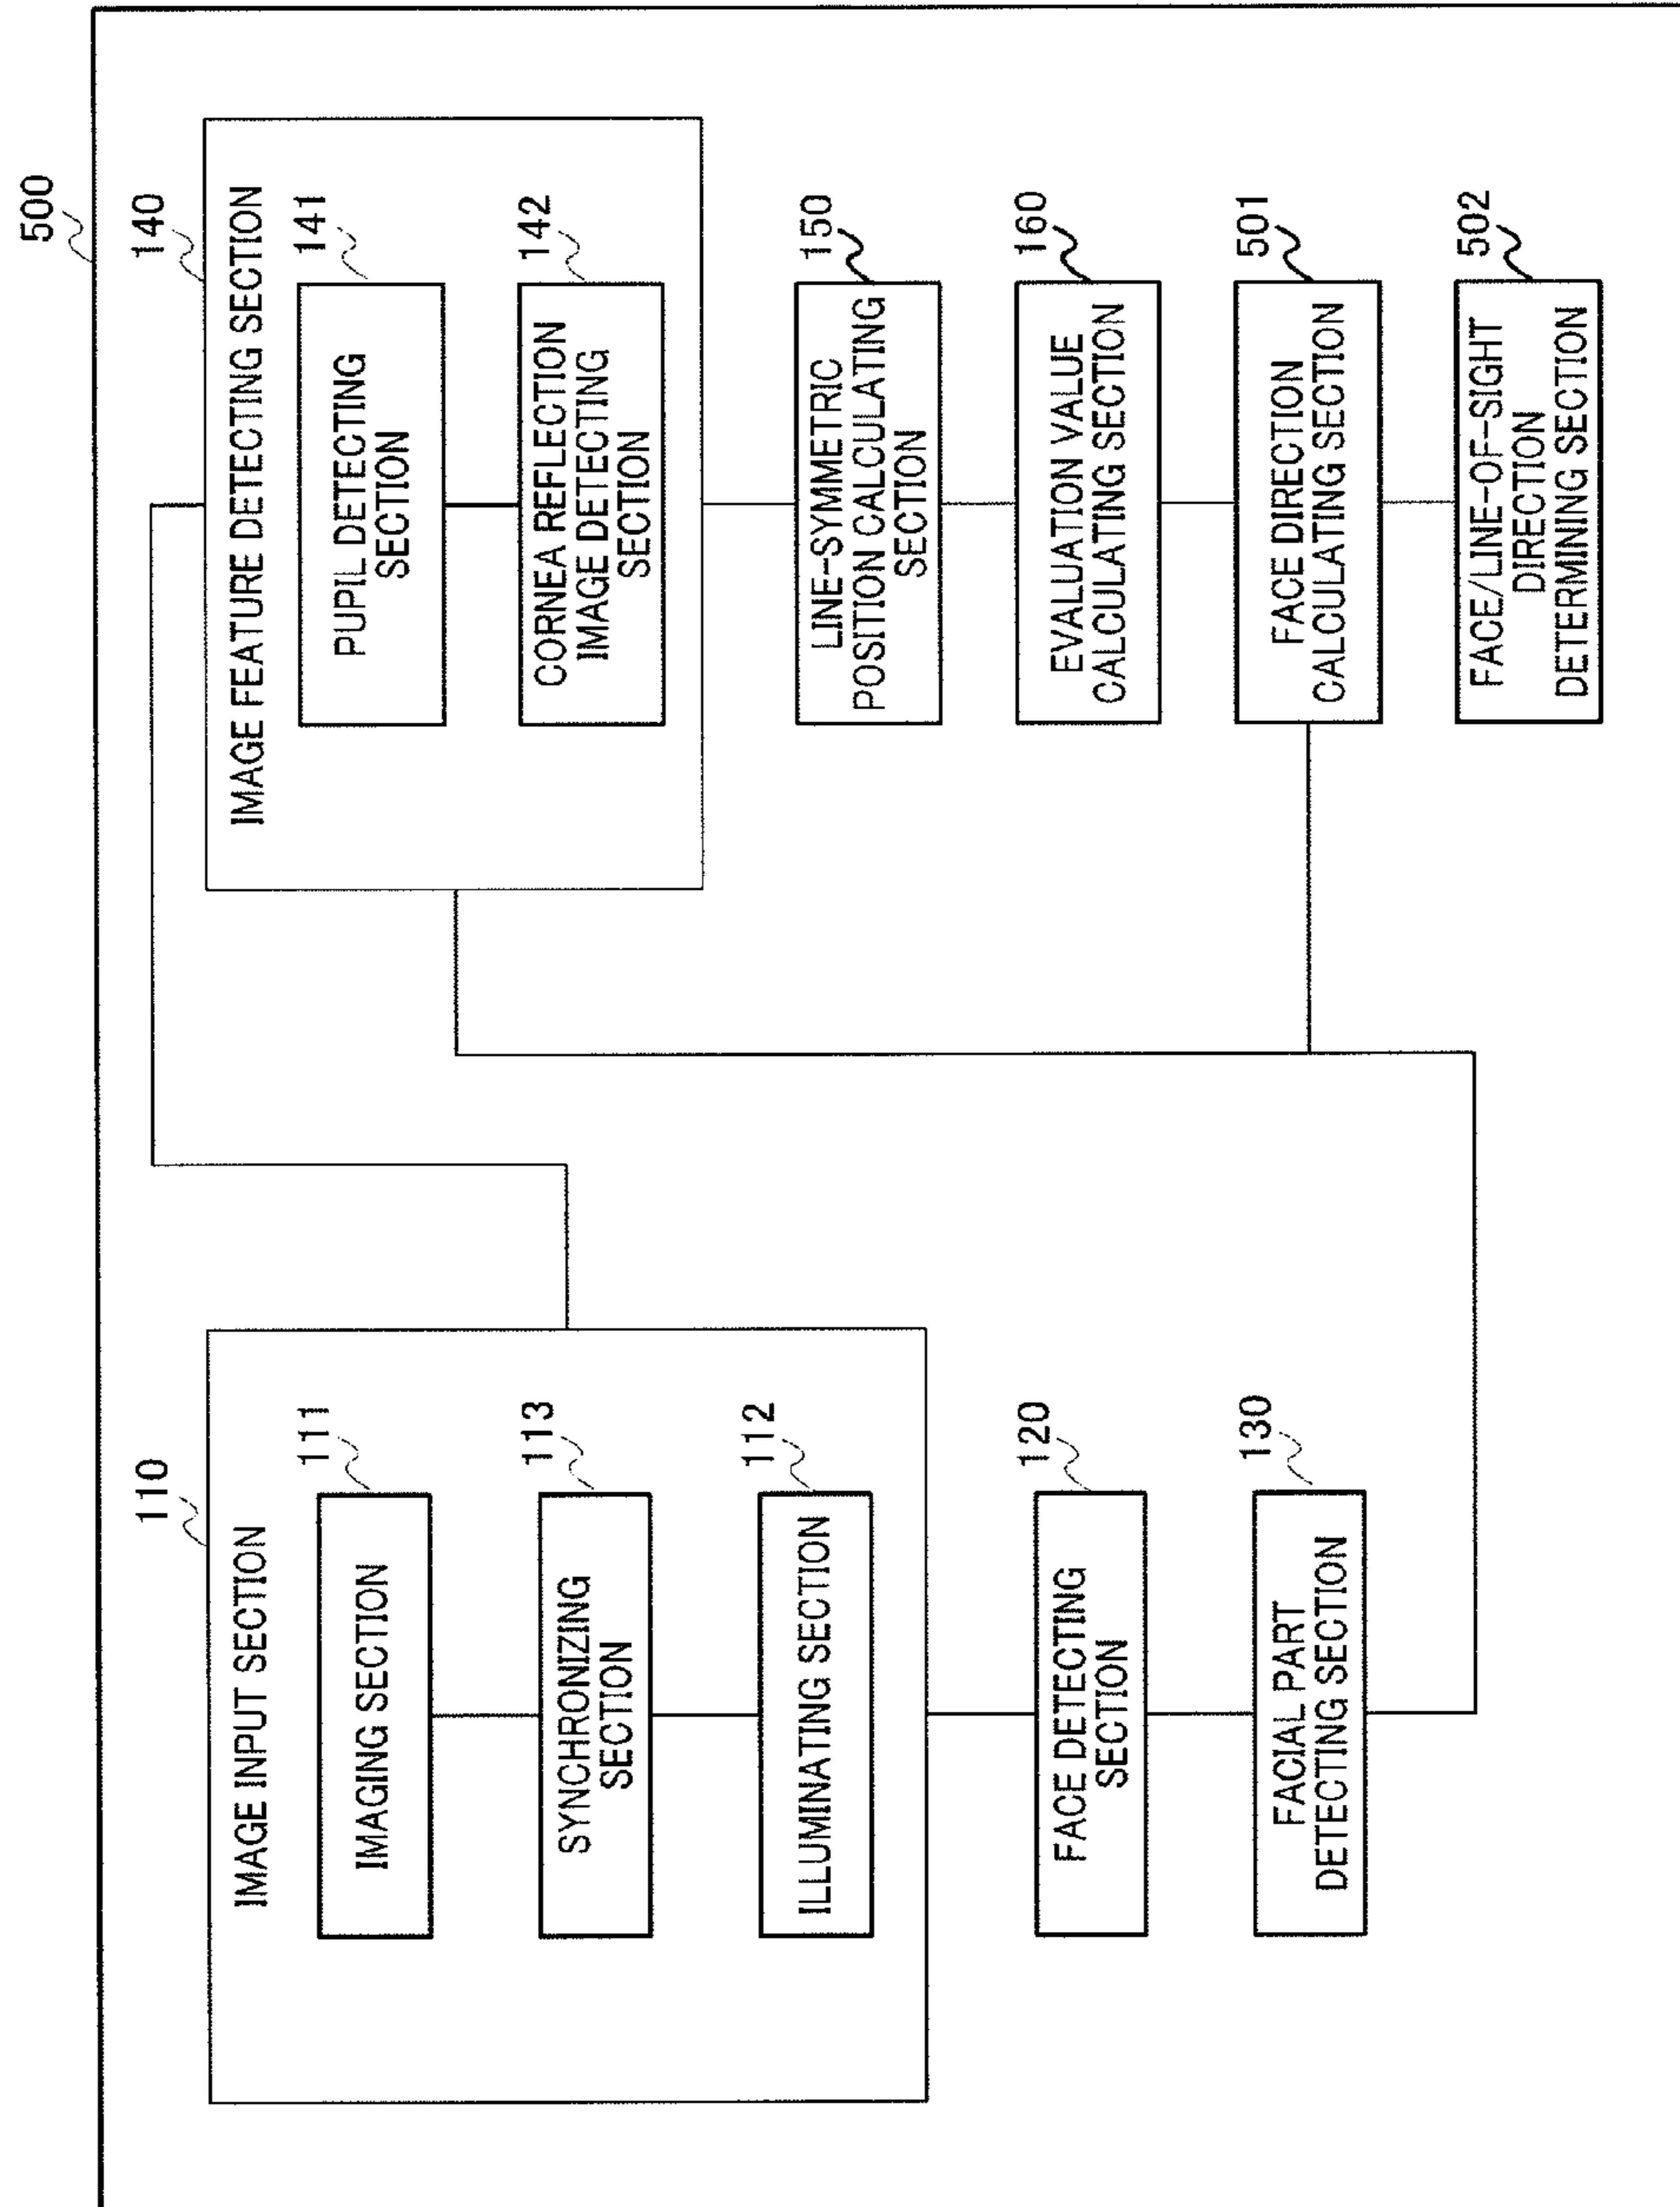 500
110
IMAGE INPUT SECTION
111
IMAGING SECTION
113
SYNCHRONIZING
SECTION
112
ILLUMINATING SECTION
120
FACE DETECTING
SECTION
130
FACIAL PART
DETECTING SECTION
140
IMAGE FEATURE DETECTING SECTION
141
PUPIL DETECTING
SECTION
142
CORNEA REFLECTION
IMAGE DETECTING
SECTION
150
LINE-SYMMETRIC
POSITION CALCULATING
SECTION
160
EVALUATION VALUE
CALCULATING SECTION
501
FACE DIRECTION
CALCULATING SECTION
502
FACE/LINE-OF-SIGHT
DIRECTION
DETERMINING SECTION